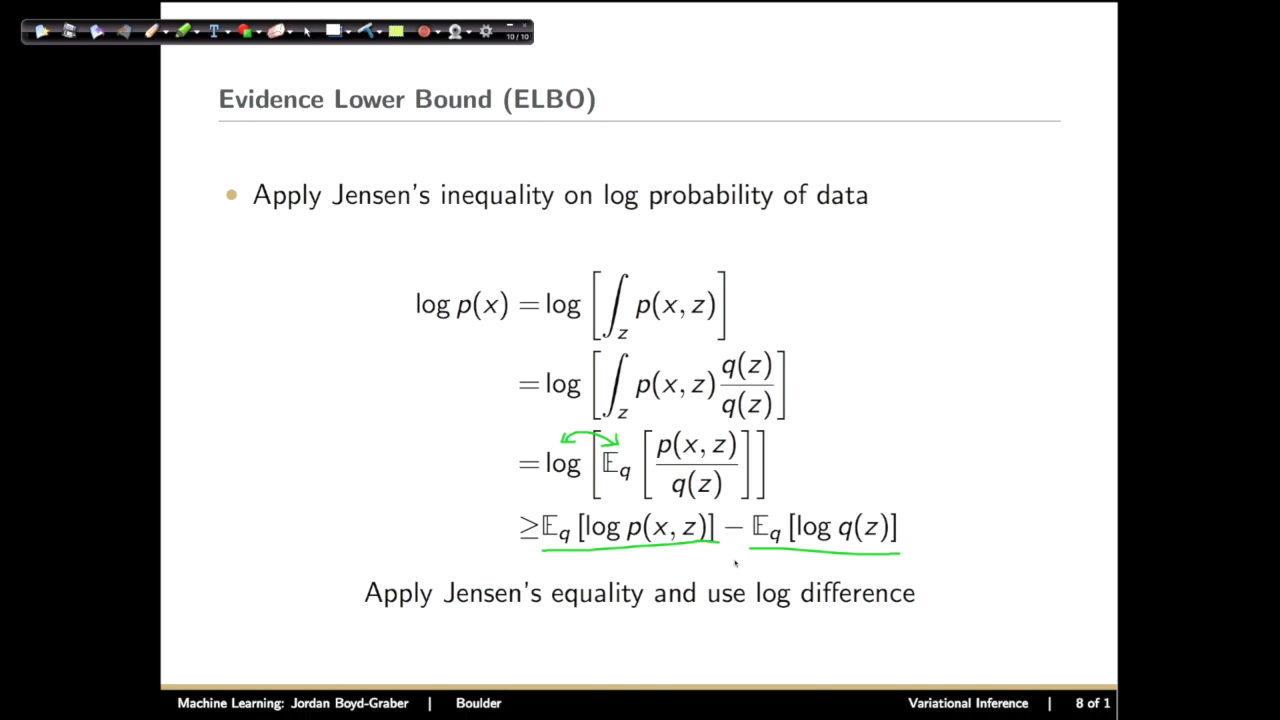 10 / 10
Evidence Lower Bound (ELBO)
• Apply Jensen's inequality on log probability of data
log p(x) = log [ ∫_z p(x, z) ]
= log [ ∫_z p(x, z) q(z)/q(z) ]
= log [ 𝔼_q [ p(x, z)/q(z) ] ]
≥ 𝔼_q [log p(x, z)] − 𝔼_q [log q(z)]
Apply Jensen's equality and use log difference
Machine Learning: Jordan Boyd-Graber | Boulder Variational Inference | 8 of 1